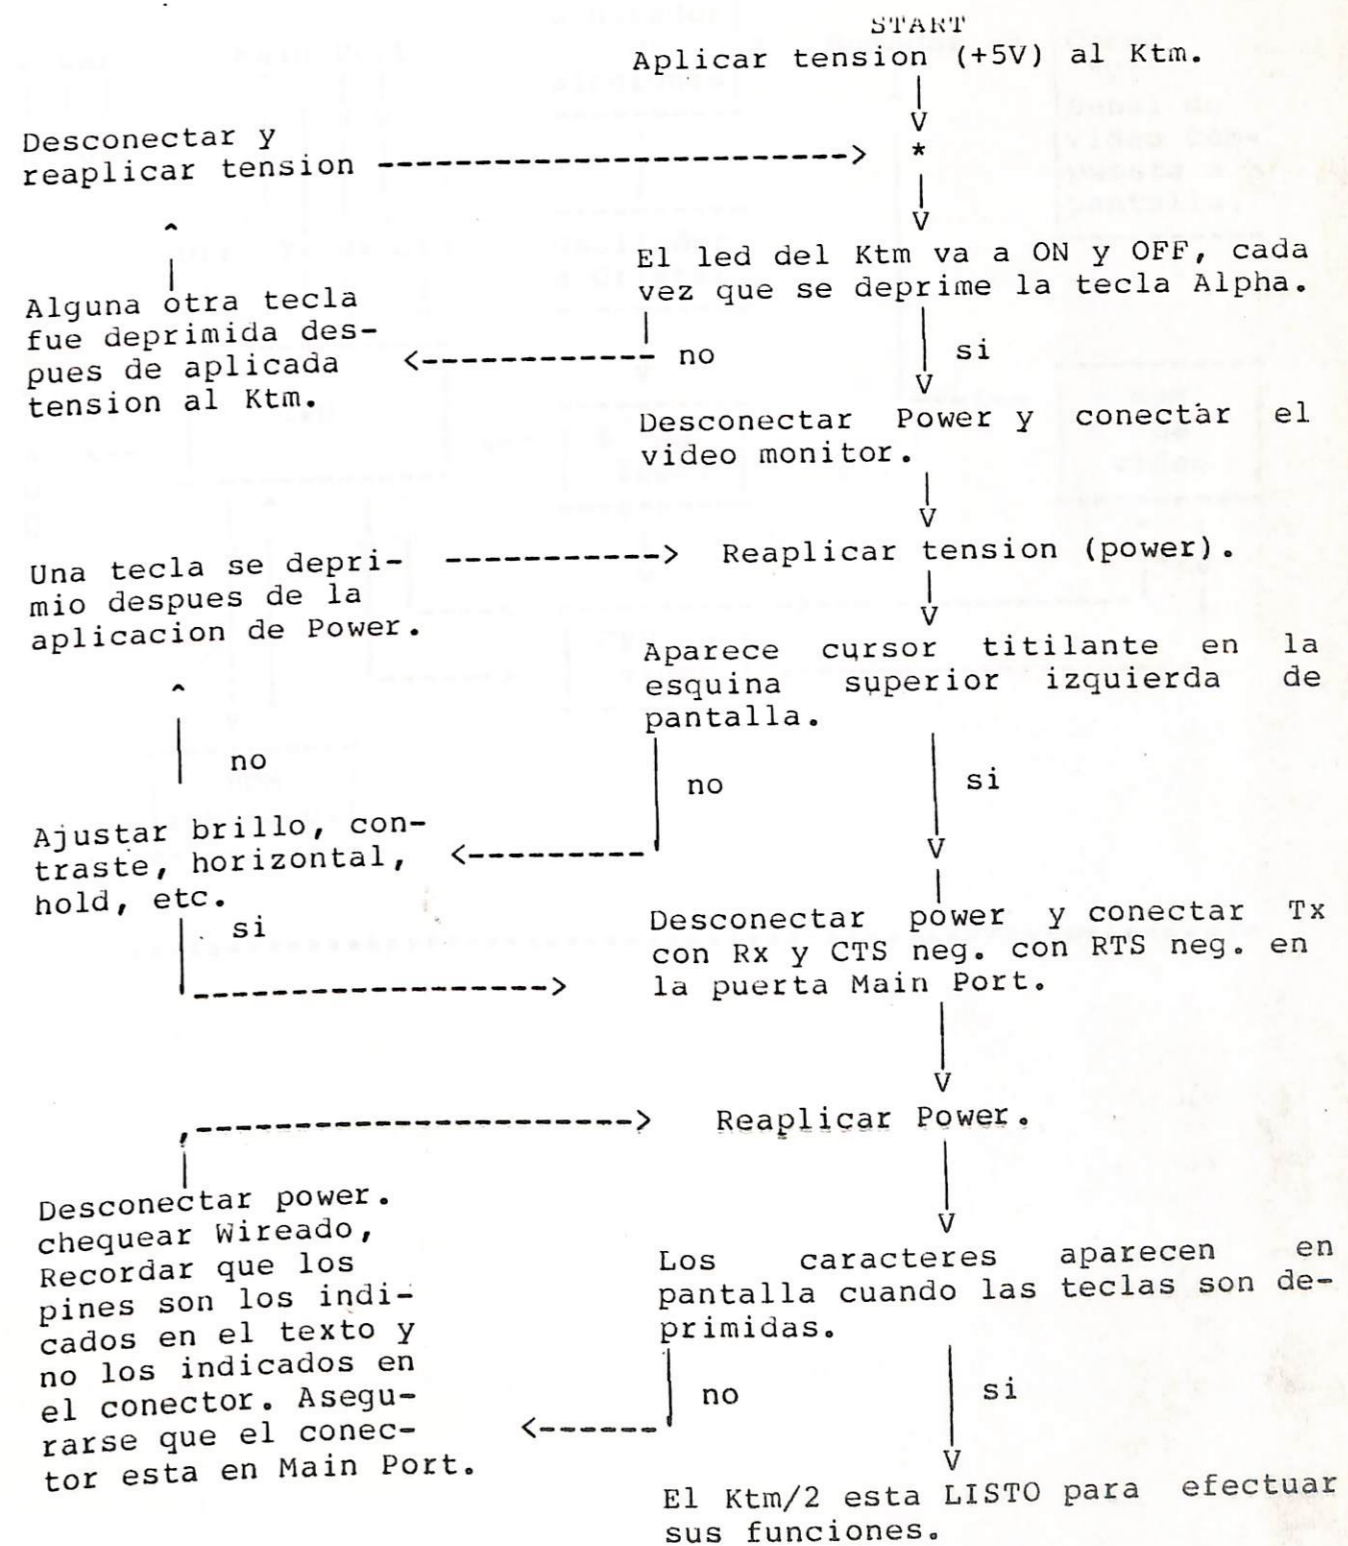 START
Aplicar tension (+5V) al Ktm.
|
V
Desconectar y
reaplicar tension -----------------------> *
|
V
^
|
El led del Ktm va a ON y OFF, cada
vez que se deprime la tecla Alpha.
Alguna otra tecla
fue deprimida des-
pues de aplicada
tension al Ktm.
<------------ no
si
V
Desconectar Power y conectar el
video monitor.
|
V
Una tecla se depri-
mio despues de la
aplicacion de Power.
-----------> Reaplicar tension (power).
|
V
Aparece cursor titilante en la
esquina superior izquierda de
pantalla.
^
|
no
no
si
Ajustar brillo, con-
traste, horizontal,
hold, etc.
<---------
V
|
si
------------------>
Desconectar power y conectar Tx
con Rx y CTS neg. con RTS neg. en
la puerta Main Port.
|
V
,----------------------> Reaplicar Power.
|
V
Desconectar power.
chequear Wireado,
Recordar que los
pines son los indi-
cados en el texto y
no los indicados en
el conector. Asegu-
rarse que el conec-
tor esta en Main Port.
Los caracteres aparecen en
pantalla cuando las teclas son de-
primidas.
<------
no
si
V
El Ktm/2 esta LISTO para efectuar
sus funciones.